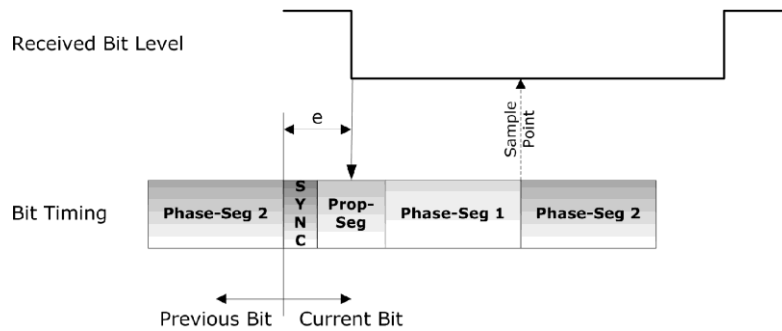 Received Bit Level
e
Sample
Point
Bit Timing
Phase-Seg 2
S
Y
N
C
Prop-
Seg
Phase-Seg 1
Phase-Seg 2
Previous Bit
Current Bit